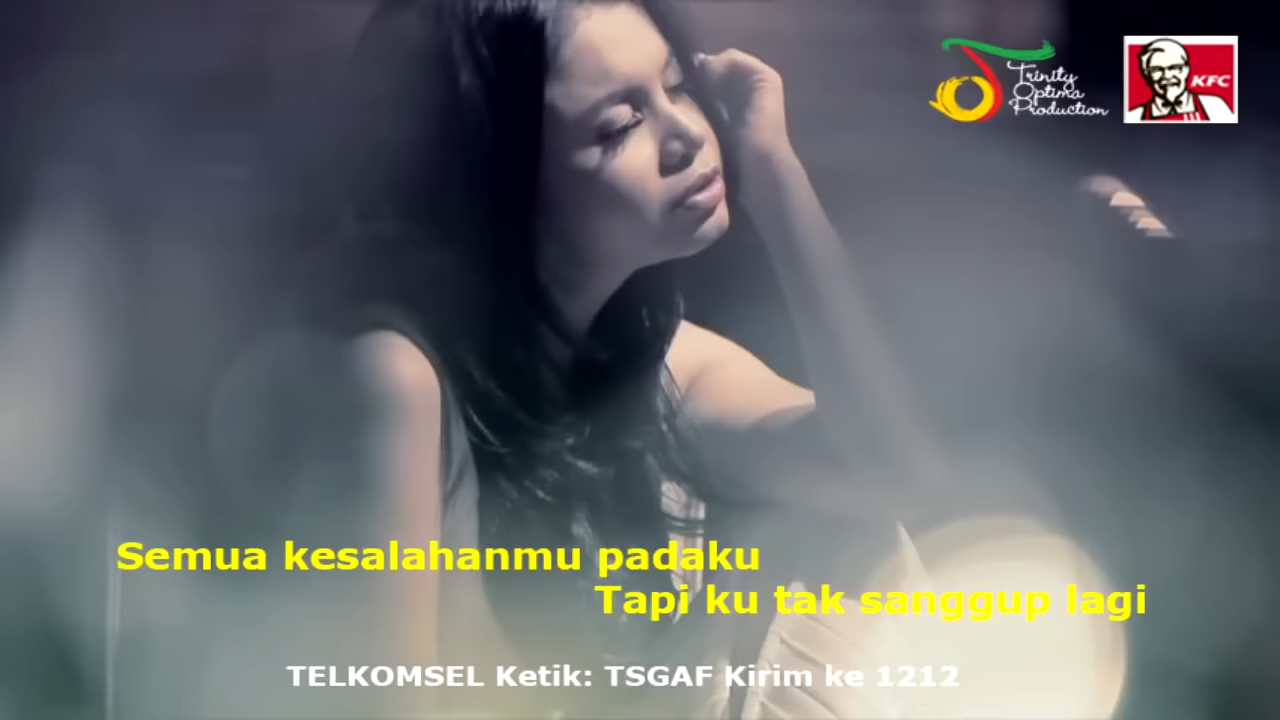 Trinity
Optima
Production
KFC
Semua kesalahanmu padaku
Tapi ku tak sanggup lagi
TELKOMSEL Ketik: TSGAF Kirim ke 1212